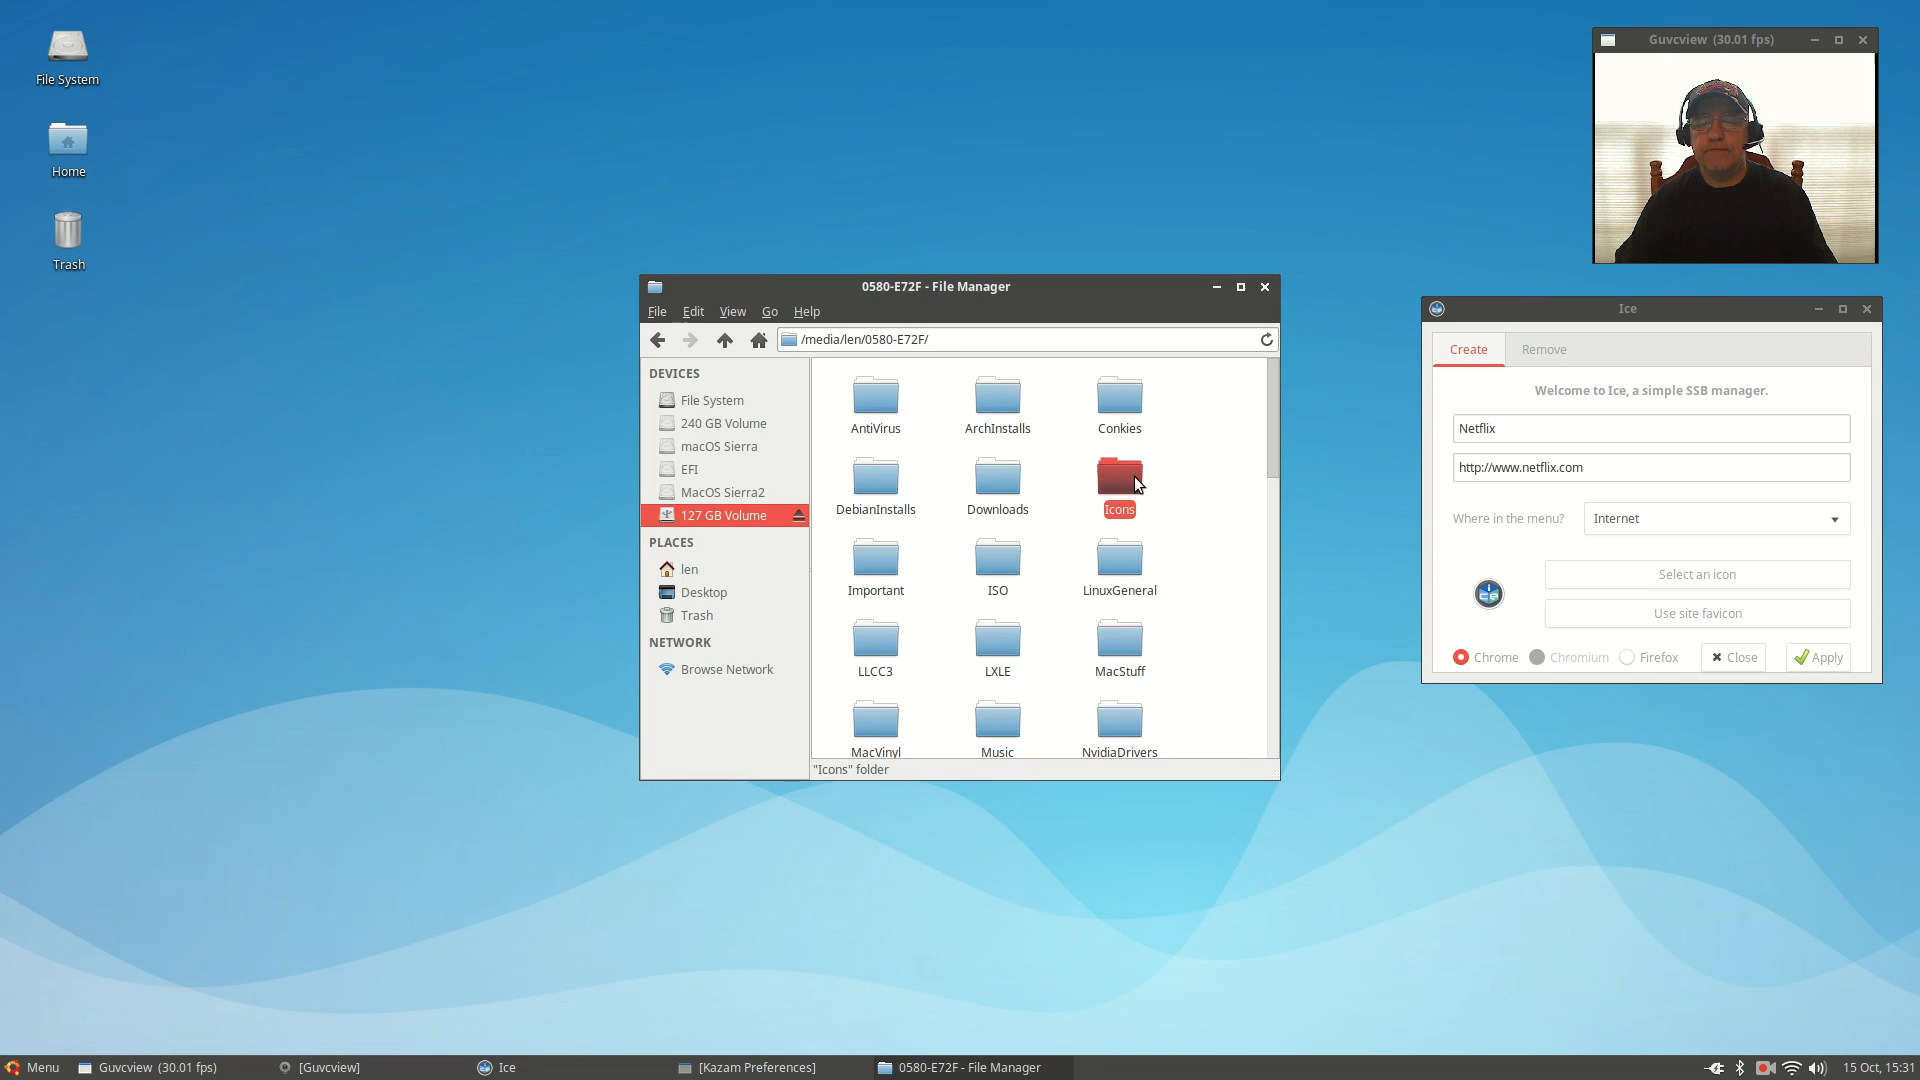 File System
Home
Trash
Guvcview (30.01 fps)
0580-E72F - File Manager
File Edit View Go Help
/media/len/0580-E72F/
DEVICES
File System
240 GB Volume
macOS Sierra
EFI
MacOS Sierra2
127 GB Volume
PLACES
len
Desktop
Trash
NETWORK
Browse Network
AntiVirus ArchInstalls Conkies
DebianInstalls Downloads Icons
Important ISO LinuxGeneral
LLCC3 LXLE MacStuff
MacVinyl Music NvidiaDrivers
"Icons" folder
Ice
Create Remove
Welcome to Ice, a simple SSB manager.
Netflix
http://www.netflix.com
Where in the menu? Internet
Select an icon
ice
Use site favicon
Chrome Chromium Firefox Close Apply
Menu Guvcview (30.01 fps) [Guvcview] Ice [Kazam Preferences] 0580-E72F - File Manager 15 Oct, 15:31